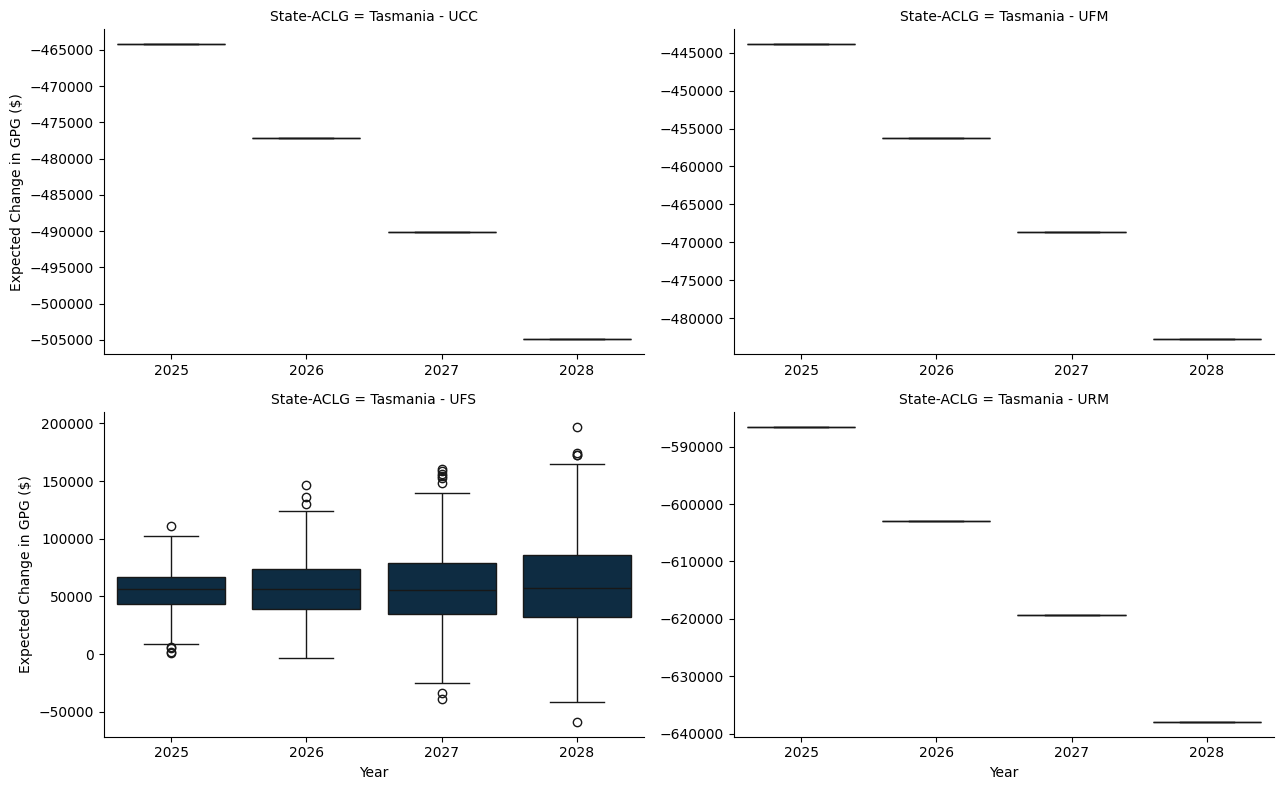 State-ACLG = Tasmania - UCC
Expected Change in GPG ($)
−465000
−470000
−475000
−480000
−485000
−490000
−495000
−500000
−505000
2025 2026 2027 2028
State-ACLG = Tasmania - UFM
−445000
−450000
−455000
−460000
−465000
−470000
−475000
−480000
2025 2026 2027 2028
State-ACLG = Tasmania - UFS
Expected Change in GPG ($)
200000
150000
100000
50000
0
−50000
2025 2026 2027 2028
Year
State-ACLG = Tasmania - URM
−590000
−600000
−610000
−620000
−630000
−640000
2025 2026 2027 2028
Year